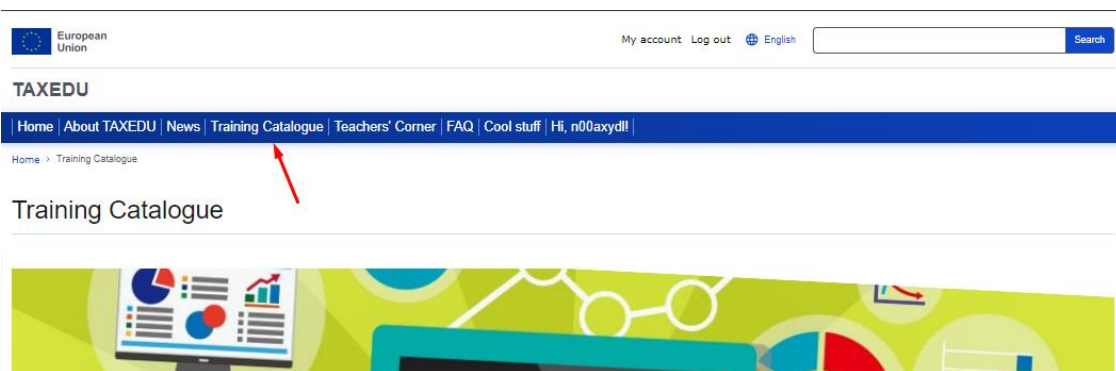 European
Union
My account Log out English Search
TAXEDU
Home About TAXEDU News Training Catalogue Teachers' Corner FAQ Cool stuff Hi, n00axydl!
Home › Training Catalogue
Training Catalogue